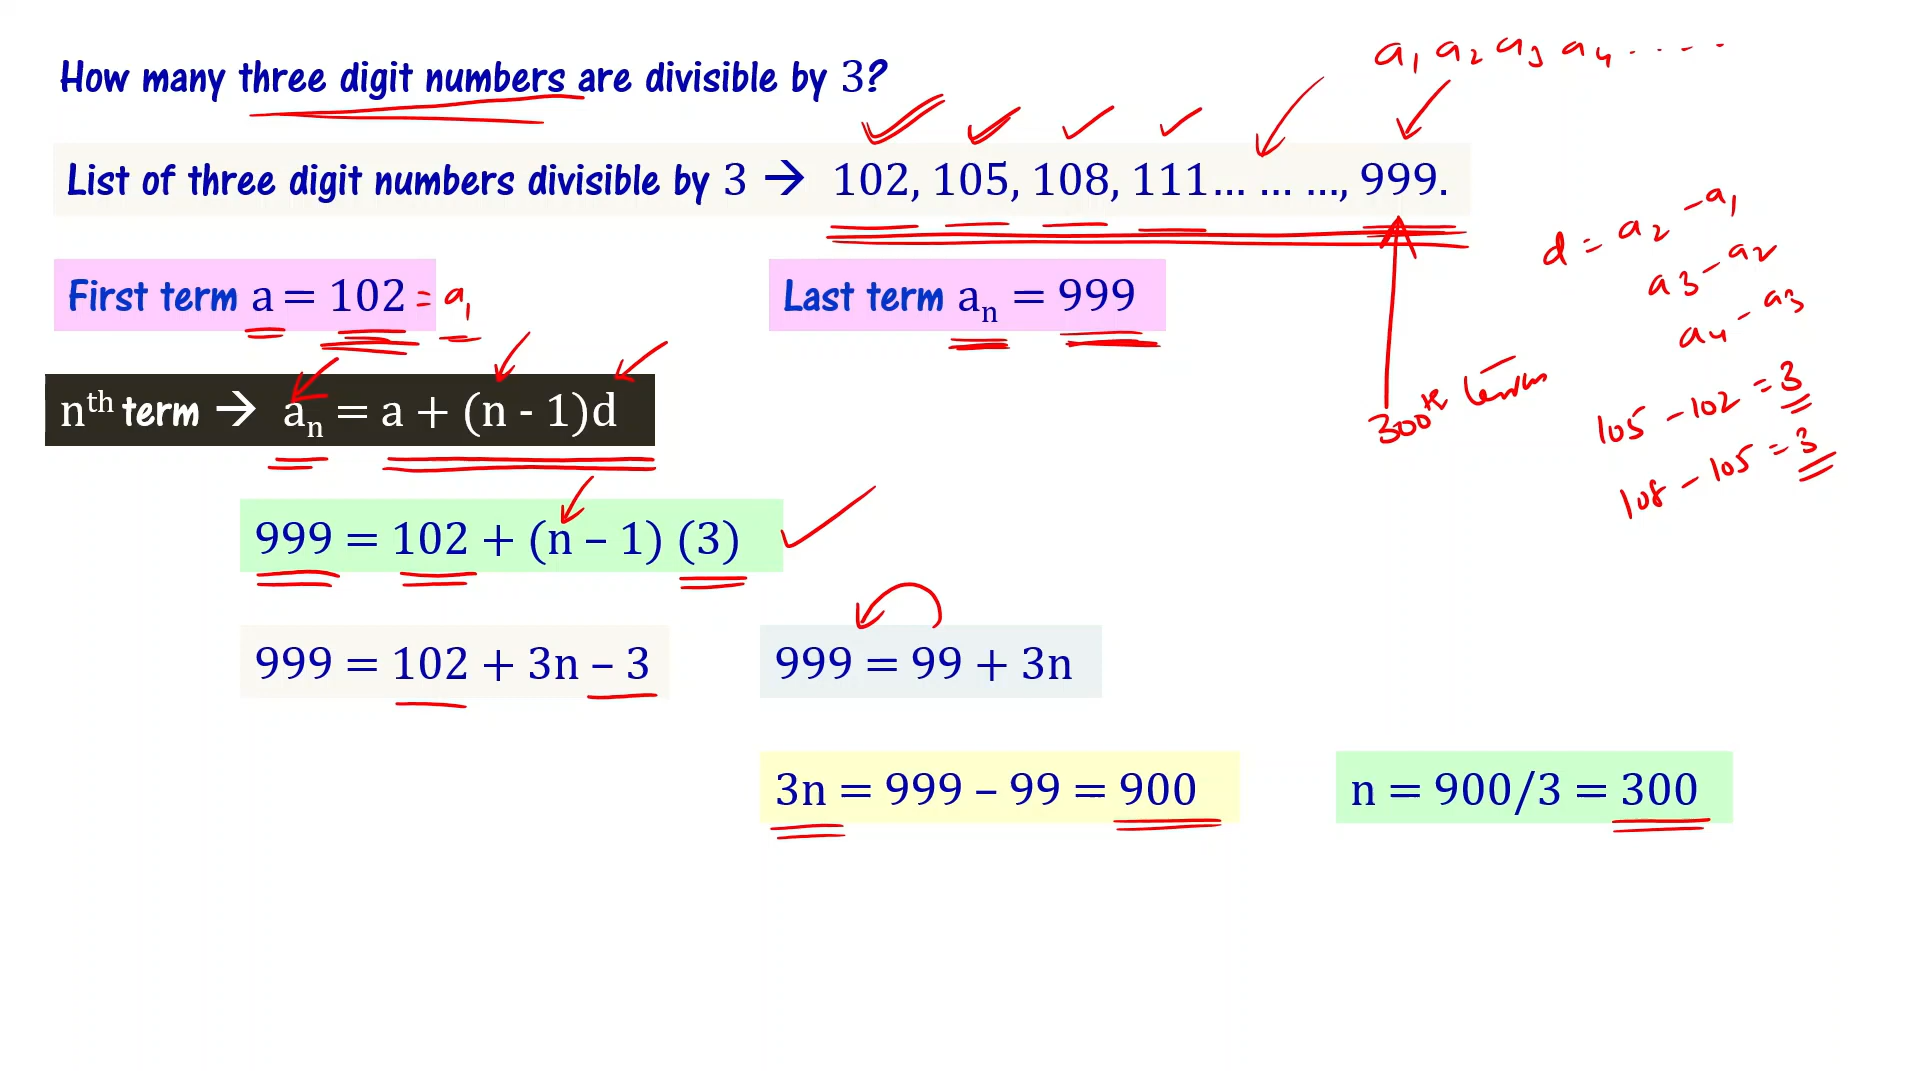 a₁ a₂ a₃ a₄ .....
How many three digit numbers are divisible by 3?
List of three digit numbers divisible by 3 → 102, 105, 108, 111... ... ..., 999.
d = a₂ - a₁
a₃ - a₂
a₄ - a₃
First term a = 102 = a₁
Last term aₙ = 999
nᵗʰ term → aₙ = a + (n - 1)d
300ᵗʰ term
105 - 102 = 3
108 - 105 = 3
999 = 102 + (n – 1) (3)
999 = 102 + 3n – 3
999 = 99 + 3n
3n = 999 – 99 = 900
n = 900/3 = 300